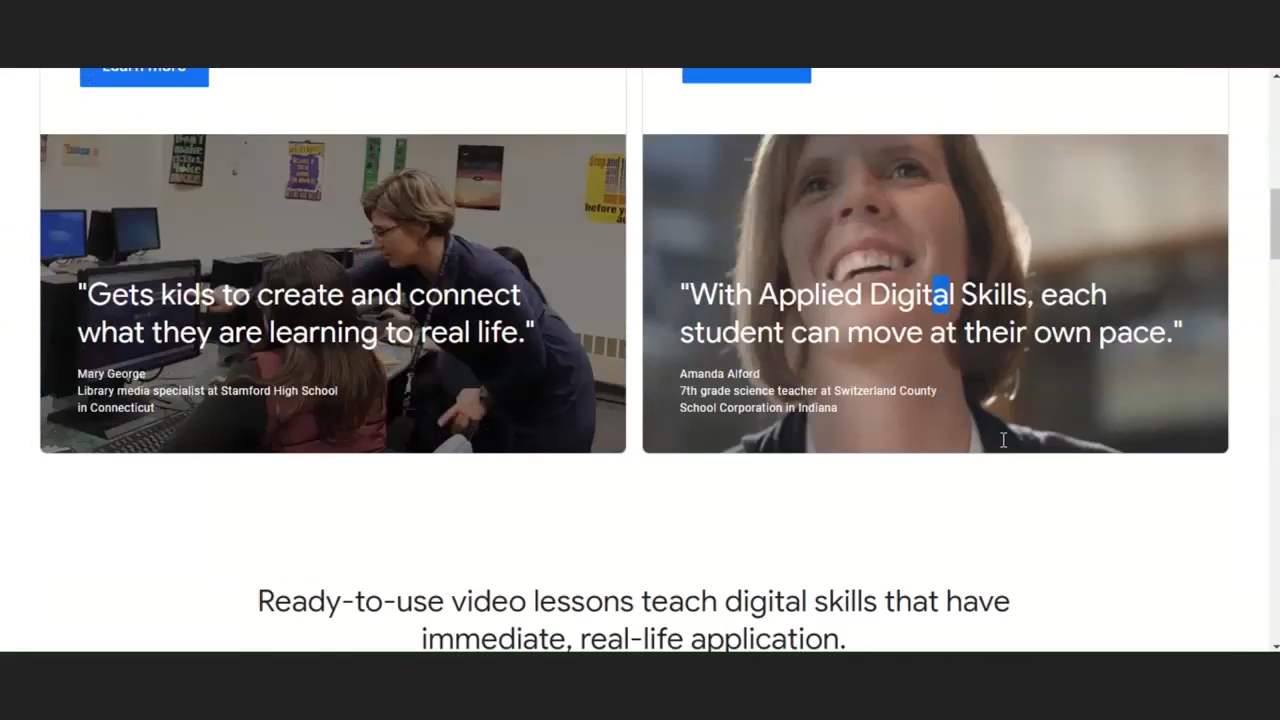 Learn more
"Gets kids to create and connect
what they are learning to real life."
Mary George
Library media specialist at Stamford High School
in Connecticut
"With Applied Digital Skills, each
student can move at their own pace."
Amanda Alford
7th grade science teacher at Switzerland County
School Corporation in Indiana
Ready-to-use video lessons teach digital skills that have
immediate, real-life application.